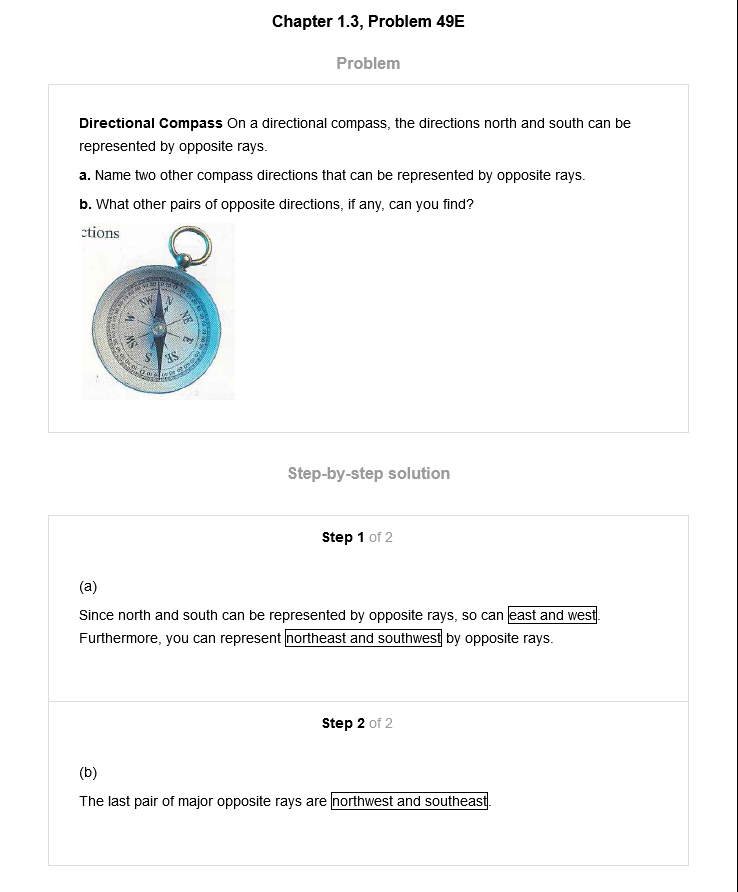 Chapter 1.3, Problem 49E
Problem
Directional Compass On a directional compass, the directions north and south can be
represented by opposite rays.
a. Name two other compass directions that can be represented by opposite rays.
b. What other pairs of opposite directions, if any, can you find?
ctions
NW N NE
W E
SW S SE
Step-by-step solution
Step 1 of 2
(a)
Since north and south can be represented by opposite rays, so can east and west.
Furthermore, you can represent northeast and southwest by opposite rays.
Step 2 of 2
(b)
The last pair of major opposite rays are northwest and southeast.